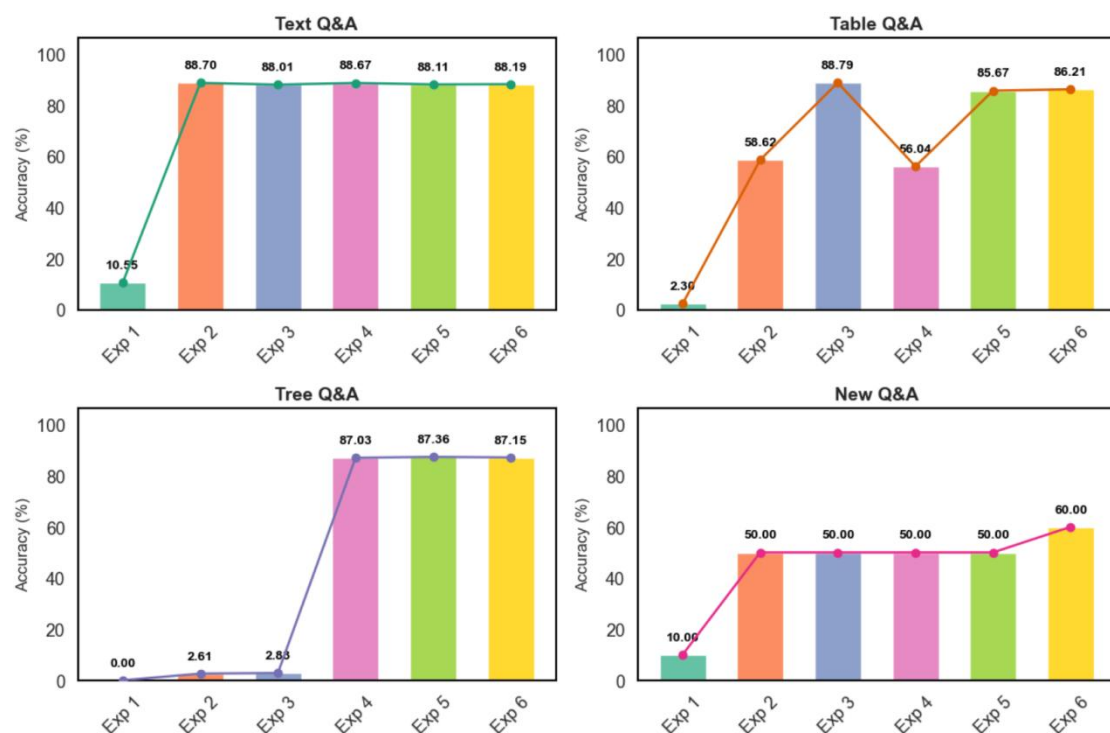 Text Q&A
100
80
60
40
20
0
Accuracy (%)
10.55
88.70
88.01
88.67
88.11
88.19
Exp 1
Exp 2
Exp 3
Exp 4
Exp 5
Exp 6
Table Q&A
100
80
60
40
20
0
Accuracy (%)
2.30
58.62
88.79
56.04
85.67
86.21
Exp 1
Exp 2
Exp 3
Exp 4
Exp 5
Exp 6
Tree Q&A
100
80
60
40
20
0
Accuracy (%)
0.00
2.61
2.83
87.03
87.36
87.15
Exp 1
Exp 2
Exp 3
Exp 4
Exp 5
Exp 6
New Q&A
100
80
60
40
20
0
Accuracy (%)
10.00
50.00
50.00
50.00
50.00
60.00
Exp 1
Exp 2
Exp 3
Exp 4
Exp 5
Exp 6